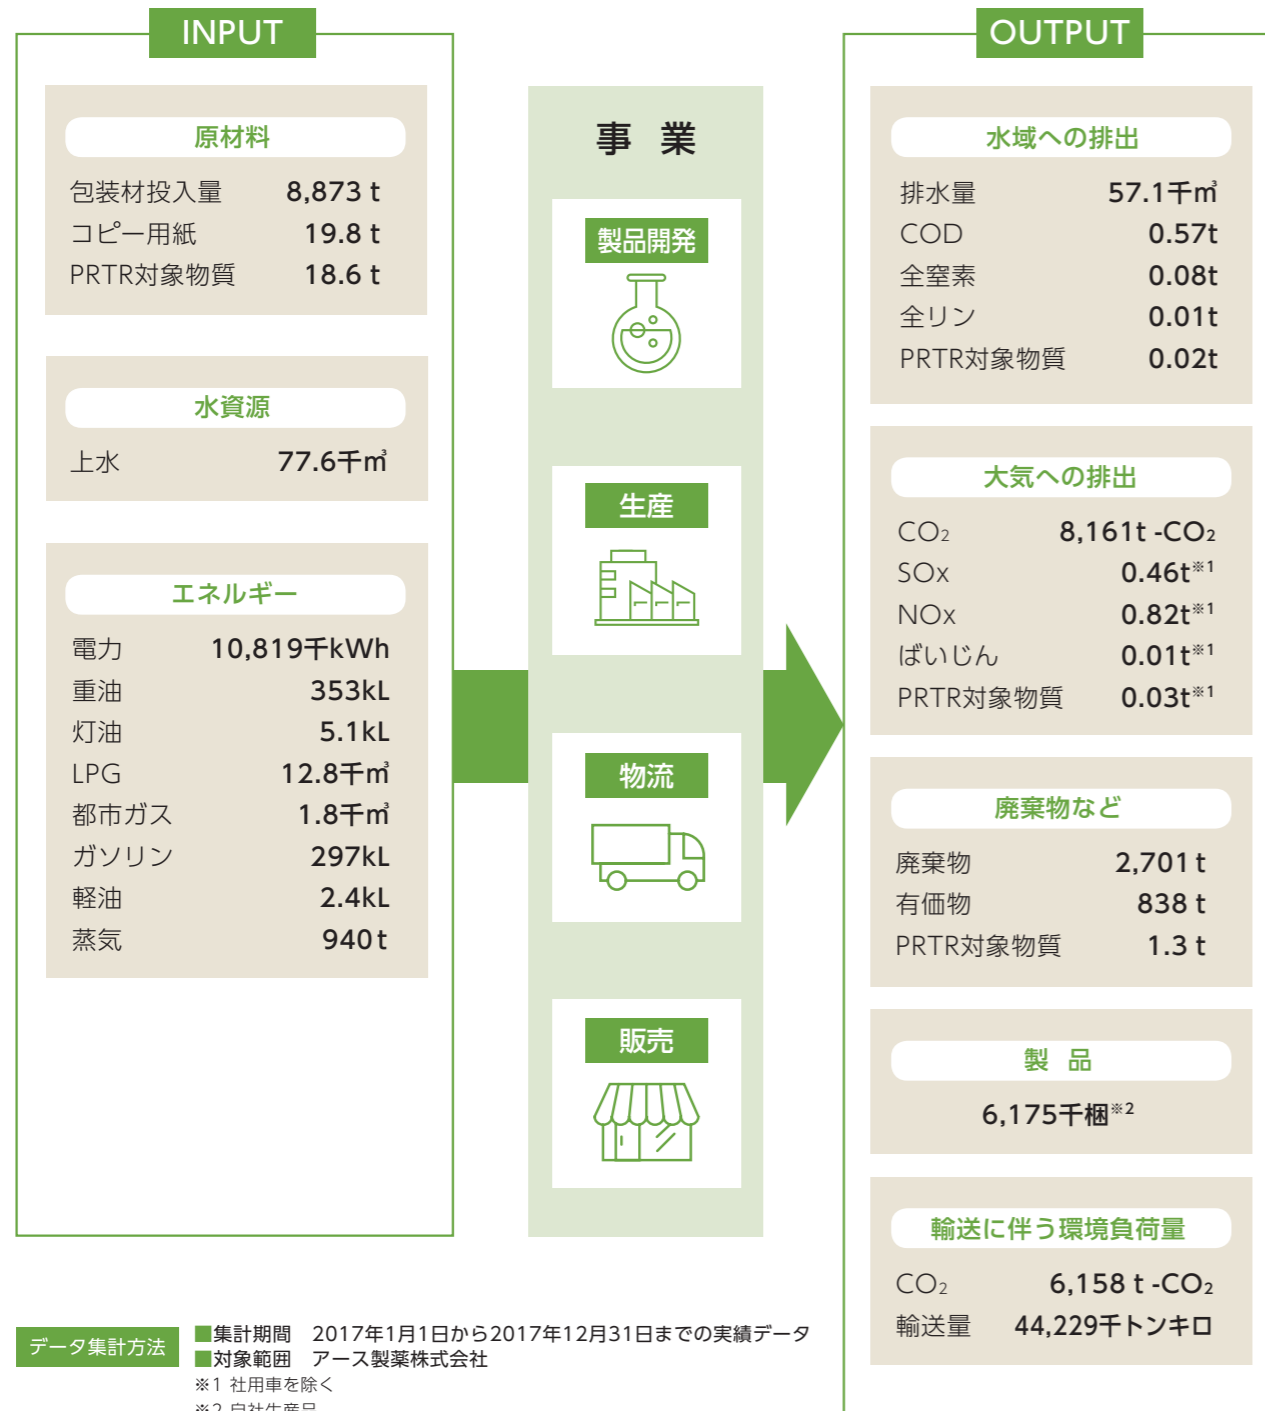 INPUT
原材料
包装材投入量 8,873 t
コピー用紙 19.8 t
PRTR対象物質 18.6 t
水資源
上水 77.6千㎥
エネルギー
電力 10,819千kWh
重油 353kL
灯油 5.1kL
LPG 12.8千㎥
都市ガス 1.8千㎥
ガソリン 297kL
軽油 2.4kL
蒸気 940t
事 業
製品開発
生産
物流
販売
OUTPUT
水域への排出
排水量 57.1千㎥
COD 0.57t
全窒素 0.08t
全リン 0.01t
PRTR対象物質 0.02t
大気への排出
CO₂ 8,161t -CO₂
SOx 0.46t※1
NOx 0.82t※1
ばいじん 0.01t※1
PRTR対象物質 0.03t※1
廃棄物など
廃棄物 2,701 t
有価物 838 t
PRTR対象物質 1.3 t
製 品
6,175千梱※2
輸送に伴う環境負荷量
CO₂ 6,158 t -CO₂
輸送量 44,229千トンキロ
データ集計方法
■集計期間 2017年1月1日から2017年12月31日までの実績データ
■対象範囲 アース製薬株式会社
※1 社用車を除く
※2 自社生産品